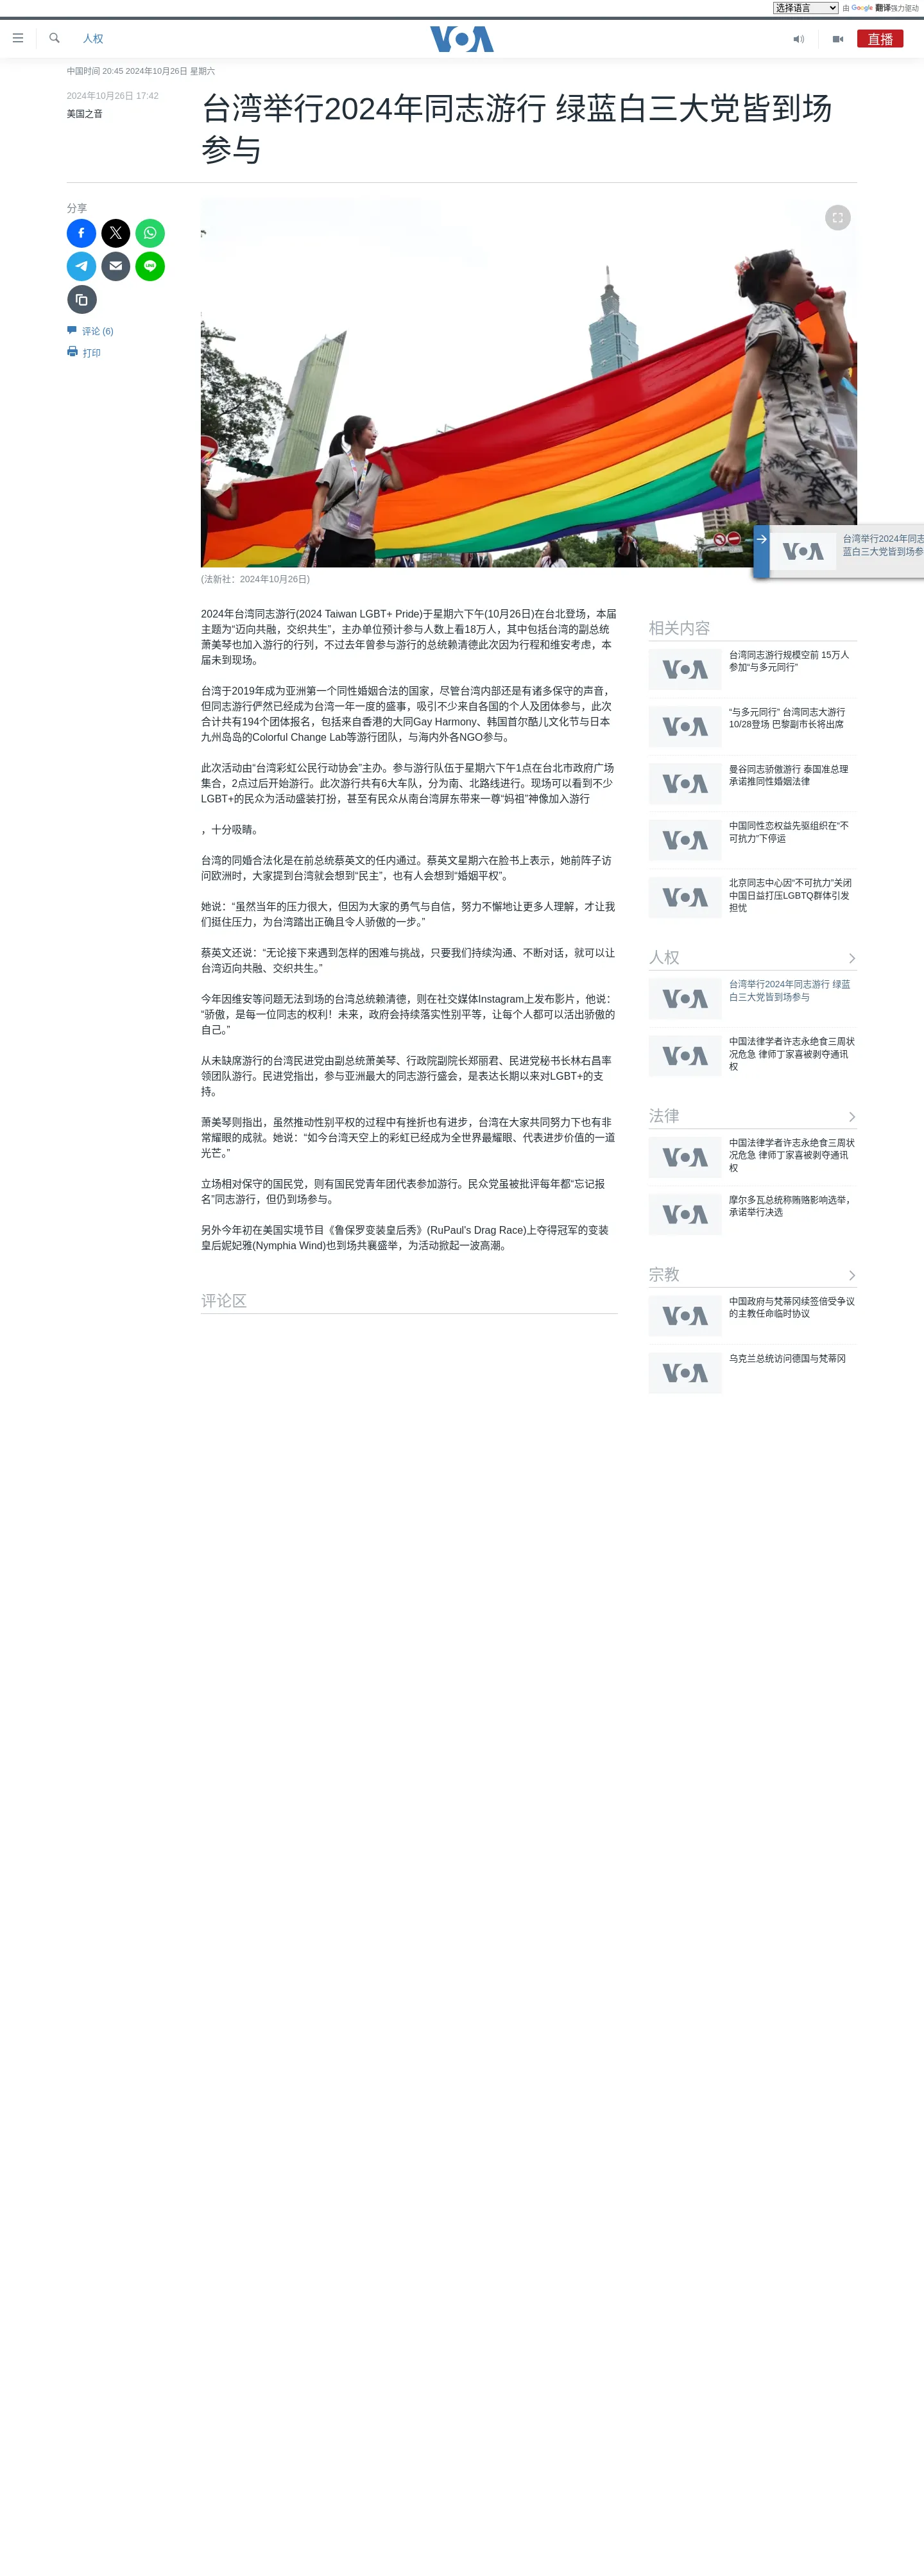 选择语言
由 Google 翻译强力驱动
人权
VOA
直播
中国时间 20:45 2024年10月26日 星期六
2024年10月26日 17:42
美国之音
台湾举行2024年同志游行 绿蓝白三大党皆到场
参与
分享
评论 (6)
打印
(法新社：2024年10月26日)
台湾举行2024年同志
蓝白三大党皆到场参
2024年台湾同志游行(2024 Taiwan LGBT+ Pride)于星期六下午(10月26日)在台北登场，本届
主题为“迈向共融，交织共生”，主办单位预计参与人数上看18万人，其中包括台湾的副总统
萧美琴也加入游行的行列，不过去年曾参与游行的总统赖清德此次因为行程和维安考虑，本
届未到现场。
台湾于2019年成为亚洲第一个同性婚姻合法的国家，尽管台湾内部还是有诸多保守的声音，
但同志游行俨然已经成为台湾一年一度的盛事，吸引不少来自各国的个人及团体参与，此次
合计共有194个团体报名，包括来自香港的大同Gay Harmony、韩国首尔酷儿文化节与日本
九州岛岛的Colorful Change Lab等游行团队，与海内外各NGO参与。
此次活动由“台湾彩虹公民行动协会”主办。参与游行队伍于星期六下午1点在台北市政府广场
集合，2点过后开始游行。此次游行共有6大车队，分为南、北路线进行。现场可以看到不少
LGBT+的民众为活动盛装打扮，甚至有民众从南台湾屏东带来一尊“妈祖”神像加入游行
，十分吸睛。
台湾的同婚合法化是在前总统蔡英文的任内通过。蔡英文星期六在脸书上表示，她前阵子访
问欧洲时，大家提到台湾就会想到“民主”，也有人会想到“婚姻平权”。
她说：“虽然当年的压力很大，但因为大家的勇气与自信，努力不懈地让更多人理解，才让我
们挺住压力，为台湾踏出正确且令人骄傲的一步。”
蔡英文还说：“无论接下来遇到怎样的困难与挑战，只要我们持续沟通、不断对话，就可以让
台湾迈向共融、交织共生。”
今年因维安等问题无法到场的台湾总统赖清德，则在社交媒体Instagram上发布影片，他说：
“骄傲，是每一位同志的权利！未来，政府会持续落实性别平等，让每个人都可以活出骄傲的
自己。”
从未缺席游行的台湾民进党由副总统萧美琴、行政院副院长郑丽君、民进党秘书长林右昌率
领团队游行。民进党指出，参与亚洲最大的同志游行盛会，是表达长期以来对LGBT+的支
持。
萧美琴则指出，虽然推动性别平权的过程中有挫折也有进步，台湾在大家共同努力下也有非
常耀眼的成就。她说：“如今台湾天空上的彩虹已经成为全世界最耀眼、代表进步价值的一道
光芒。”
立场相对保守的国民党，则有国民党青年团代表参加游行。民众党虽被批评每年都“忘记报
名”同志游行，但仍到场参与。
另外今年初在美国实境节目《鲁保罗变装皇后秀》(RuPaul's Drag Race)上夺得冠军的变装
皇后妮妃雅(Nymphia Wind)也到场共襄盛举，为活动掀起一波高潮。
评论区
相关内容
VOA
台湾同志游行规模空前 15万人
参加“与多元同行”
VOA
“与多元同行” 台湾同志大游行
10/28登场 巴黎副市长将出席
VOA
曼谷同志骄傲游行 泰国准总理
承诺推同性婚姻法律
VOA
中国同性恋权益先驱组织在“不
可抗力”下停运
VOA
北京同志中心因“不可抗力”关闭
中国日益打压LGBTQ群体引发
担忧
人权
VOA
台湾举行2024年同志游行 绿蓝
白三大党皆到场参与
VOA
中国法律学者许志永绝食三周状
况危急 律师丁家喜被剥夺通讯
权
法律
VOA
中国法律学者许志永绝食三周状
况危急 律师丁家喜被剥夺通讯
权
VOA
摩尔多瓦总统称贿赂影响选举，
承诺举行决选
宗教
VOA
中国政府与梵蒂冈续签倍受争议
的主教任命临时协议
VOA
乌克兰总统访问德国与梵蒂冈